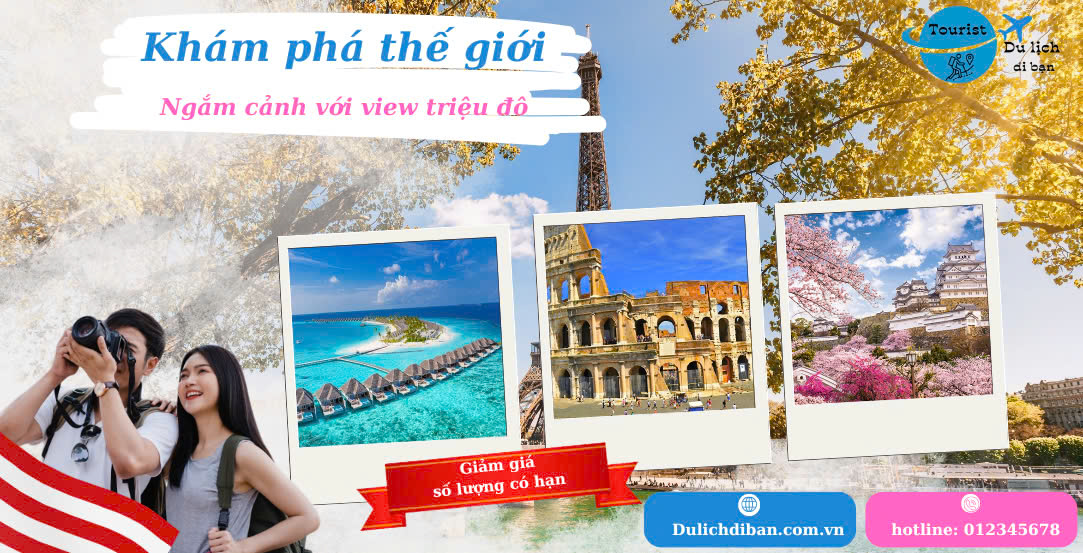 Khám phá thế giới
Ngắm cảnh với view triệu đô
Tourist
Du lịch
đi bạn
Giảm giá
số lượng có hạn
Dulichdiban.com.vn
hotline: 012345678